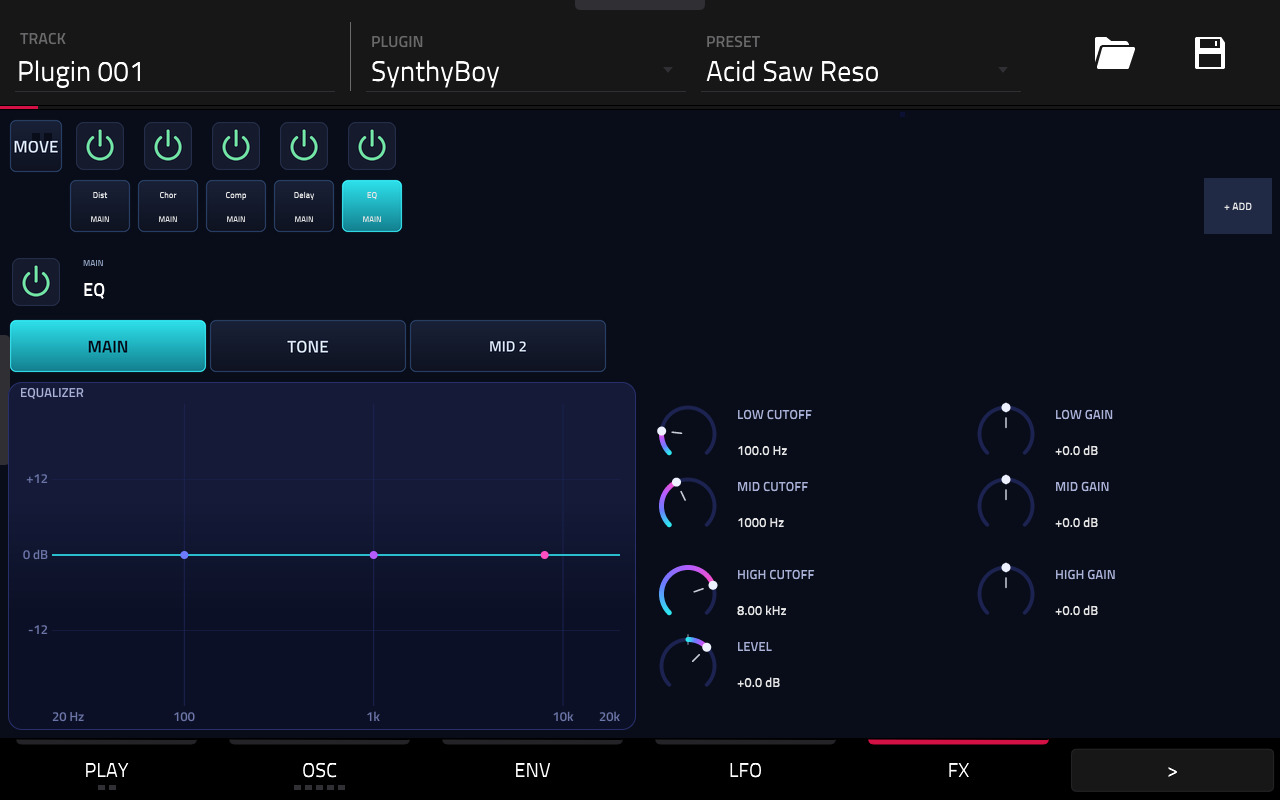 TRACK
Plugin 001
PLUGIN
SynthyBoy
PRESET
Acid Saw Reso
MOVE
Dist
MAIN
Chor
MAIN
Comp
MAIN
Delay
MAIN
EQ
MAIN
+ ADD
MAIN
EQ
MAIN
TONE
MID 2
EQUALIZER
+12
0 dB
-12
20 Hz
100
1k
10k
20k
LOW CUTOFF
100.0 Hz
LOW GAIN
+0.0 dB
MID CUTOFF
1000 Hz
MID GAIN
+0.0 dB
HIGH CUTOFF
8.00 kHz
HIGH GAIN
+0.0 dB
LEVEL
+0.0 dB
PLAY
OSC
ENV
LFO
FX
>